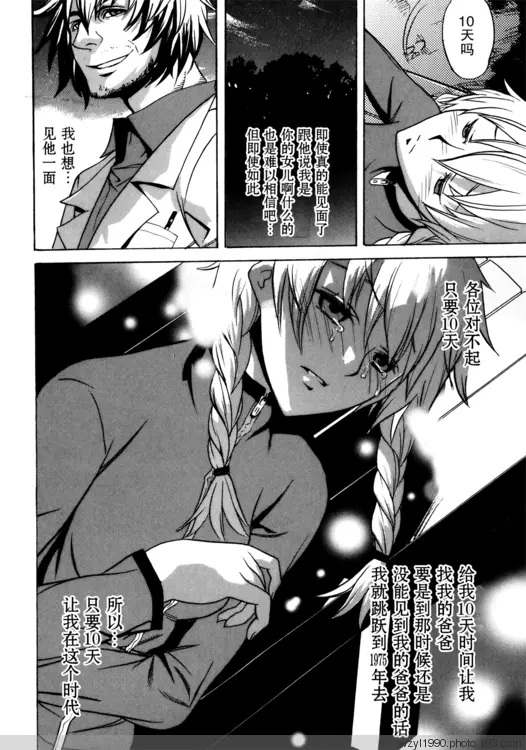 10天吗
即使真的能见面了
跟他说我是
你的女儿啊什么的
也是难以相信吧…
但即使如此
我也想…
见他一面
各位对不起
只要10天
给我10天时间让我
找我的爸爸
要是到那时候还是
没能见到我的爸爸的话
我就跳跃到1975年去
所以…
只要10天
让我在这个时代